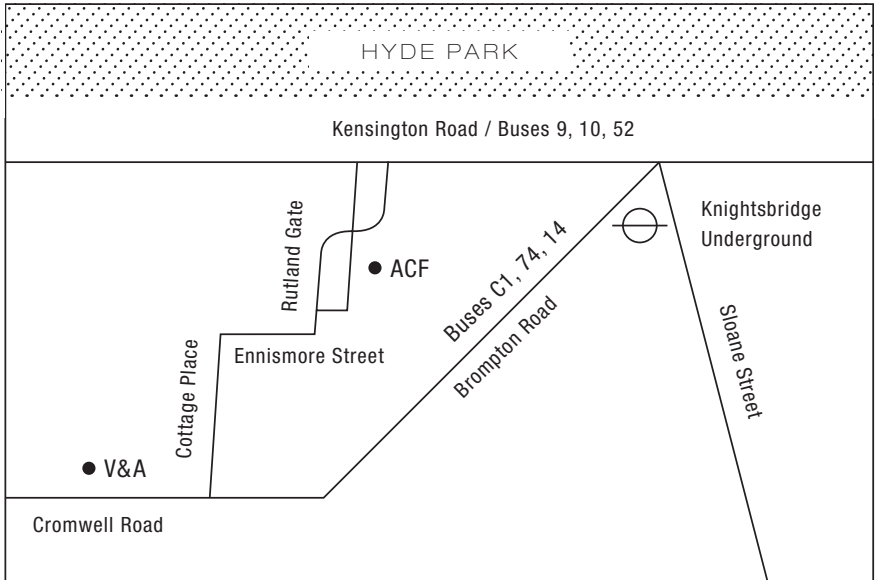 HYDE PARK
Kensington Road / Buses 9, 10, 52
Knightsbridge
Underground
Rutland Gate
ACF
Buses C1, 74, 14
Brompton Road
Sloane Street
Ennismore Street
Cottage Place
V&A
Cromwell Road